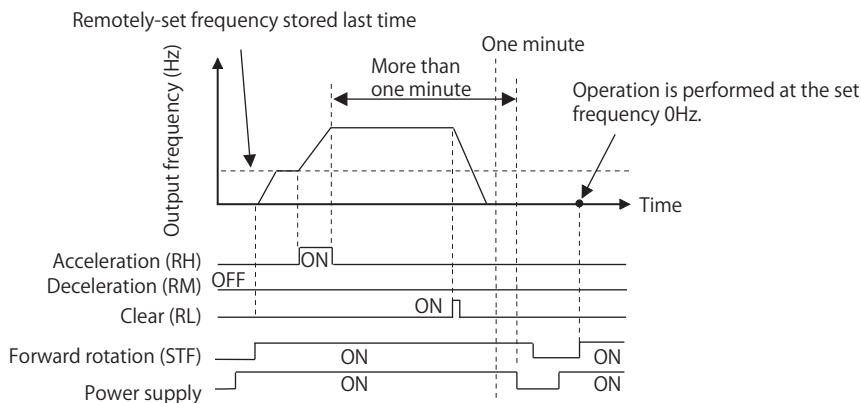 Remotely-set frequency stored last time
One minute
More than
one minute
Operation is performed at the set
frequency 0Hz.
Output frequency (Hz)
Time
Acceleration (RH)
ON
Deceleration (RM)
OFF
Clear (RL)
ON
Forward rotation (STF)
ON
ON
Power supply
ON
ON